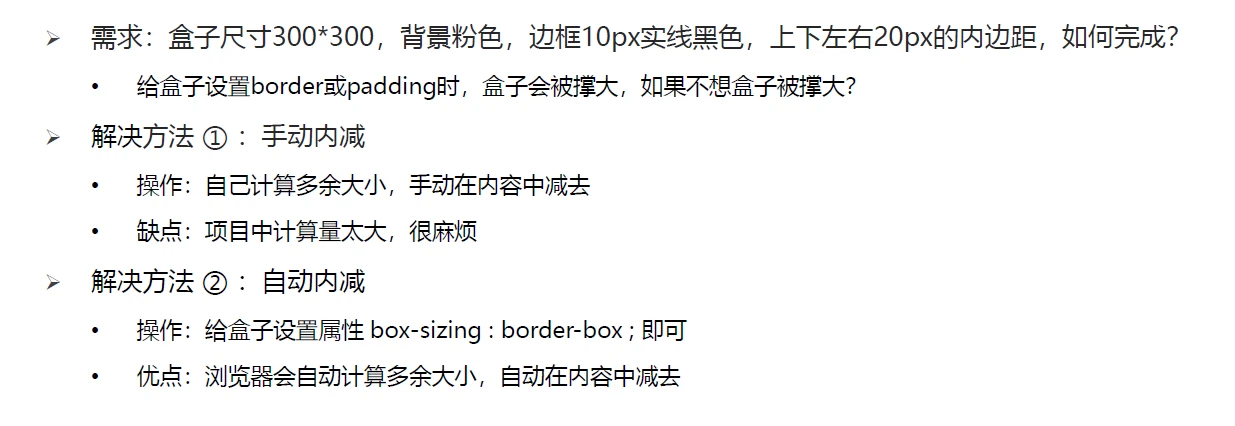 ➢ 需求：盒子尺寸300*300，背景粉色，边框10px实线黑色，上下左右20px的内边距，如何完成？
• 给盒子设置border或padding时，盒子会被撑大，如果不想盒子被撑大？
➢ 解决方法 ① ：手动内减
• 操作：自己计算多余大小，手动在内容中减去
• 缺点：项目中计算量太大，很麻烦
➢ 解决方法 ② ：自动内减
• 操作：给盒子设置属性 box-sizing : border-box ; 即可
• 优点：浏览器会自动计算多余大小，自动在内容中减去